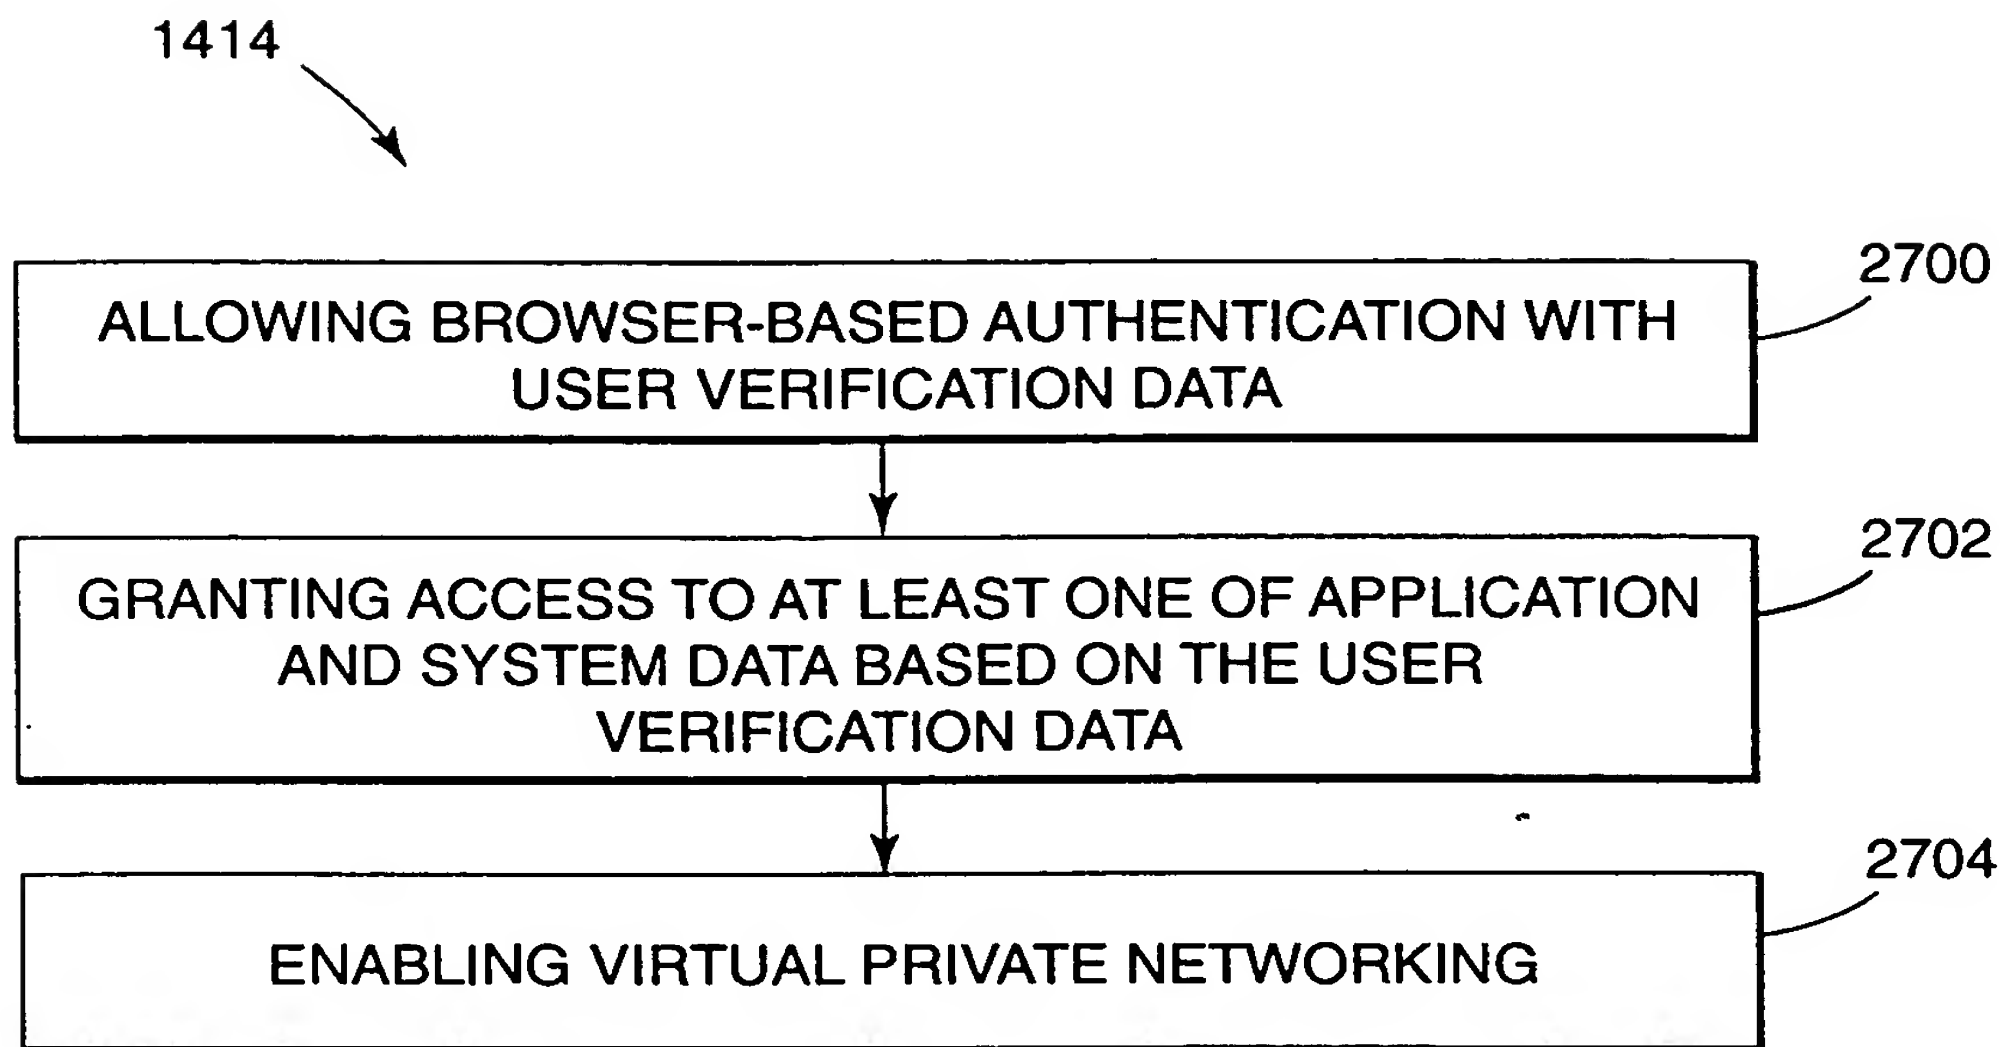 1414
2700
ALLOWING BROWSER-BASED AUTHENTICATION WITH
USER VERIFICATION DATA
2702
GRANTING ACCESS TO AT LEAST ONE OF APPLICATION
AND SYSTEM DATA BASED ON THE USER
VERIFICATION DATA
2704
ENABLING VIRTUAL PRIVATE NETWORKING